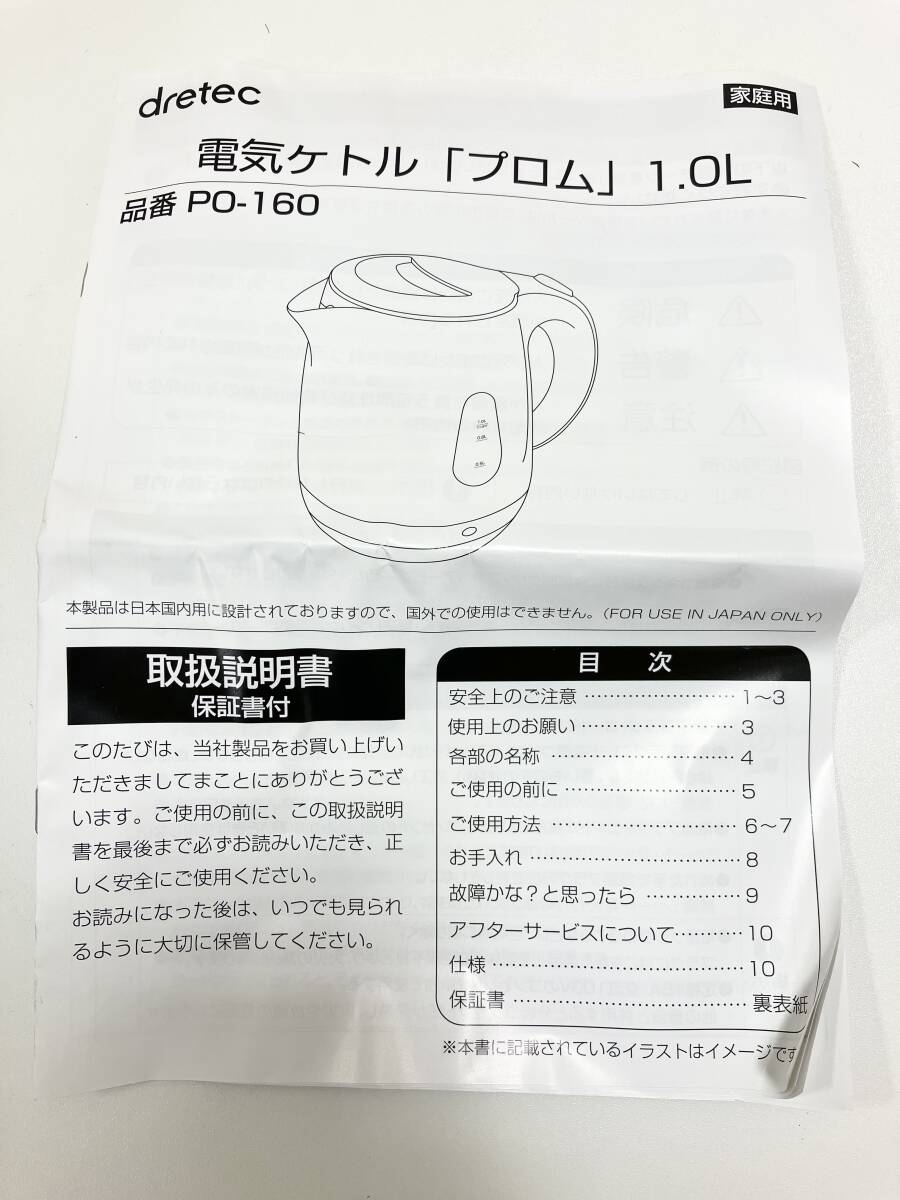 dretec
家庭用
電気ケトル「プロム」1.0L
品番 PO-160
1.0L
0.5L
本製品は日本国内用に設計されておりますので、国外での使用はできません。(FOR USE IN JAPAN ONLY)
取扱説明書
保証書付
このたびは、当社製品をお買い上げい
ただきましてまことにありがとうござ
います。ご使用の前に、この取扱説明
書を最後まで必ずお読みいただき、正
しく安全にご使用ください。
お読みになった後は、いつでも見られ
るように大切に保管してください。
目 次
安全上のご注意 …………………… 1～3
使用上のお願い …………………… 3
各部の名称 ………………………… 4
ご使用の前に ……………………… 5
ご使用方法 ………………………… 6～7
お手入れ …………………………… 8
故障かな？と思ったら …………… 9
アフターサービスについて ……… 10
仕様 ………………………………… 10
保証書 ……………………………… 裏表紙
※本書に記載されているイラストはイメージです